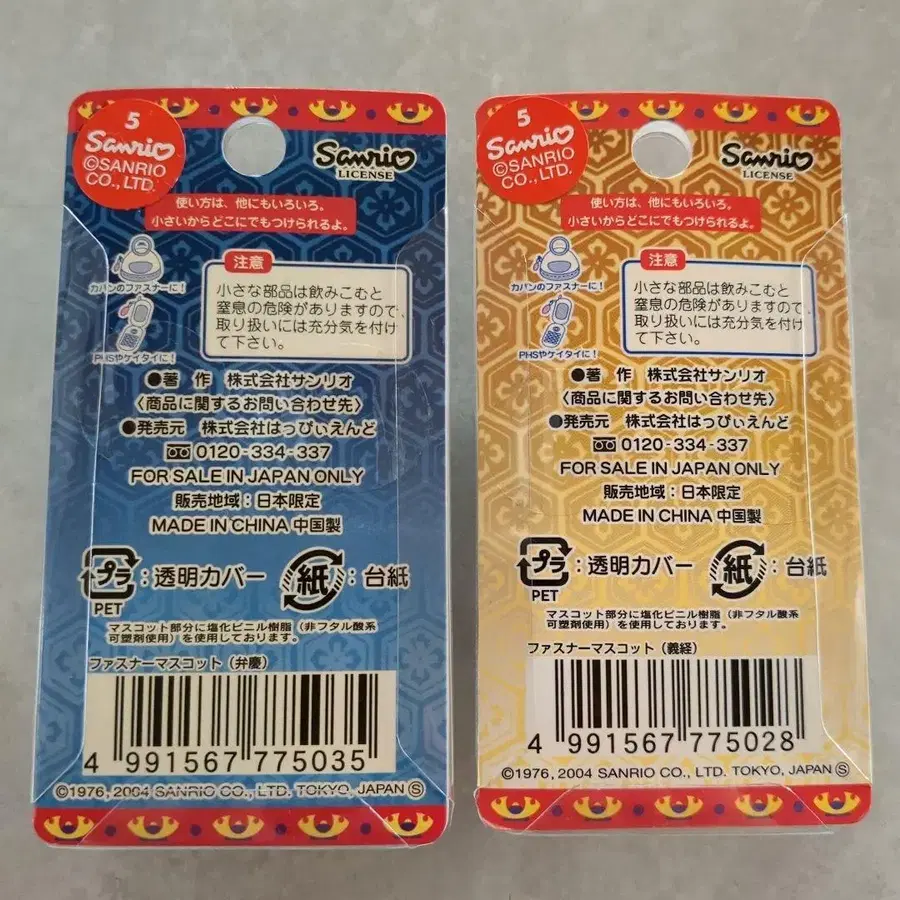 5
Sanrio
©SANRIO
CO.,LTD.
Sanrio
LICENSE
使い方は、他にもいろいろ。
小さいからどこにでもつけられるよ。
カバンのファスナーに!
PHSやケイタイに!
注意
小さな部品は飲みこむと
窒息の危険がありますので、
取り扱いには充分気を付け
て下さい。
●著 作 株式会社サンリオ
〈商品に関するお問い合わせ先〉
●発売元 株式会社はっぴぃえんど
0120-334-337
FOR SALE IN JAPAN ONLY
販売地域:日本限定
MADE IN CHINA 中国製
プラ
PET
:透明カバー
紙
:台紙
マスコット部分に塩化ビニル樹脂(非フタル酸系
可塑剤使用)を使用しております。
ファスナーマスコット(弁慶)
4 991567 775035
©1976, 2004 SANRIO CO., LTD. TOKYO, JAPAN Ⓢ
5
Sanrio
©SANRIO
CO.,LTD.
Sanrio
LICENSE
使い方は、他にもいろいろ。
小さいからどこにでもつけられるよ。
カバンのファスナーに!
PHSやケイタイに!
注意
小さな部品は飲みこむと
窒息の危険がありますので、
取り扱いには充分気を付け
て下さい。
●著 作 株式会社サンリオ
〈商品に関するお問い合わせ先〉
●発売元 株式会社はっぴぃえんど
0120-334-337
FOR SALE IN JAPAN ONLY
販売地域:日本限定
MADE IN CHINA 中国製
プラ
PET
:透明カバー
紙
:台紙
マスコット部分に塩化ビニル樹脂(非フタル酸系
可塑剤使用)を使用しております。
ファスナーマスコット(義経)
4 991567 775028
©1976, 2004 SANRIO CO., LTD. TOKYO, JAPAN Ⓢ